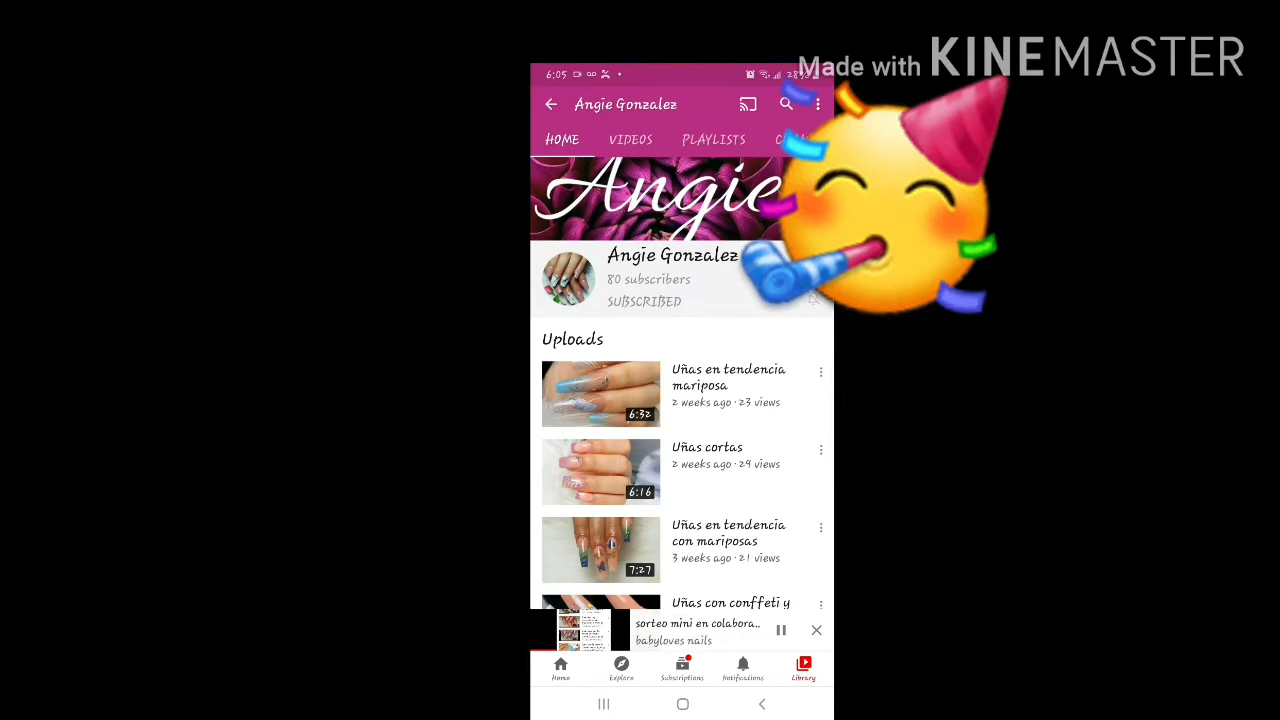 Made with KINEMASTER
6:05
28%
Angie Gonzalez
HOME VIDEOS PLAYLISTS
Angie
Angie Gonzalez
80 subscribers
SUBSCRIBED
Uploads
Uñas en tendencia
mariposa
2 weeks ago · 23 views
6:32
Uñas cortas
2 weeks ago · 29 views
6:16
Uñas en tendencia
con mariposas
3 weeks ago · 21 views
7:27
Uñas con conffeti y
sorteo mini en colabora..
babyloves nails
Home Explore Subscriptions Notifications Library